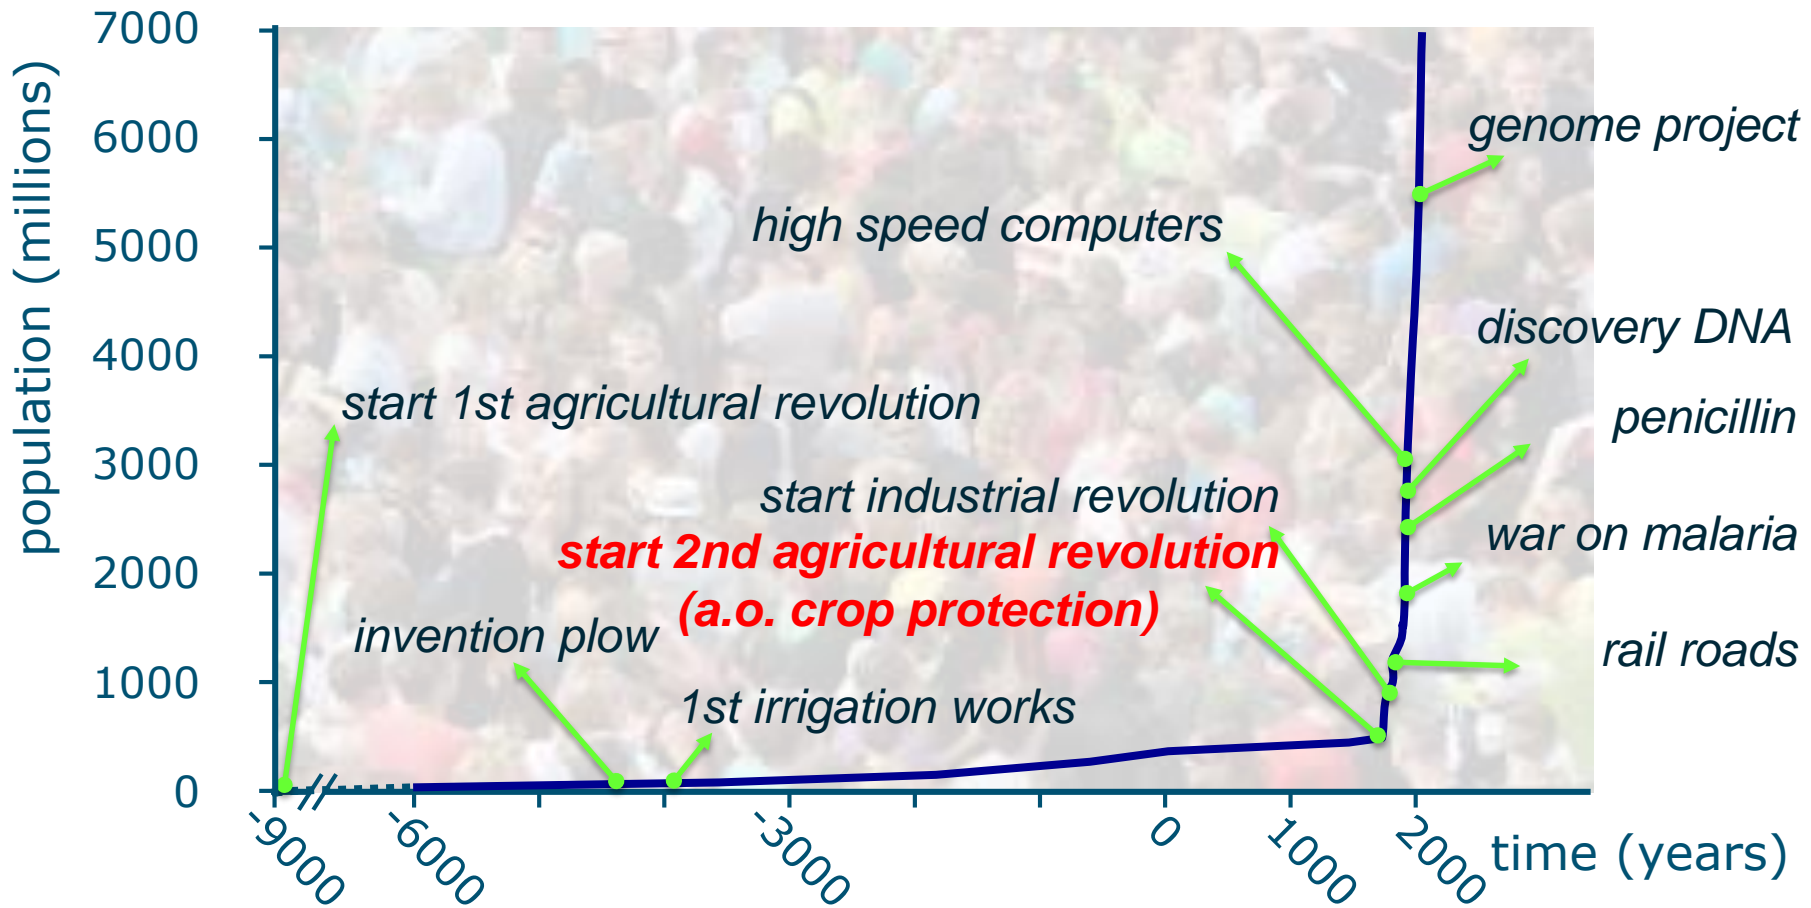 7000
6000
5000
4000
3000
2000
1000
0
population (millions)
genome project
high speed computers
discovery DNA
start 1st agricultural revolution
penicillin
start industrial revolution
war on malaria
start 2nd agricultural revolution
(a.o. crop protection)
invention plow
rail roads
1st irrigation works
-9000
-6000
-3000
0
1000
2000
time (years)